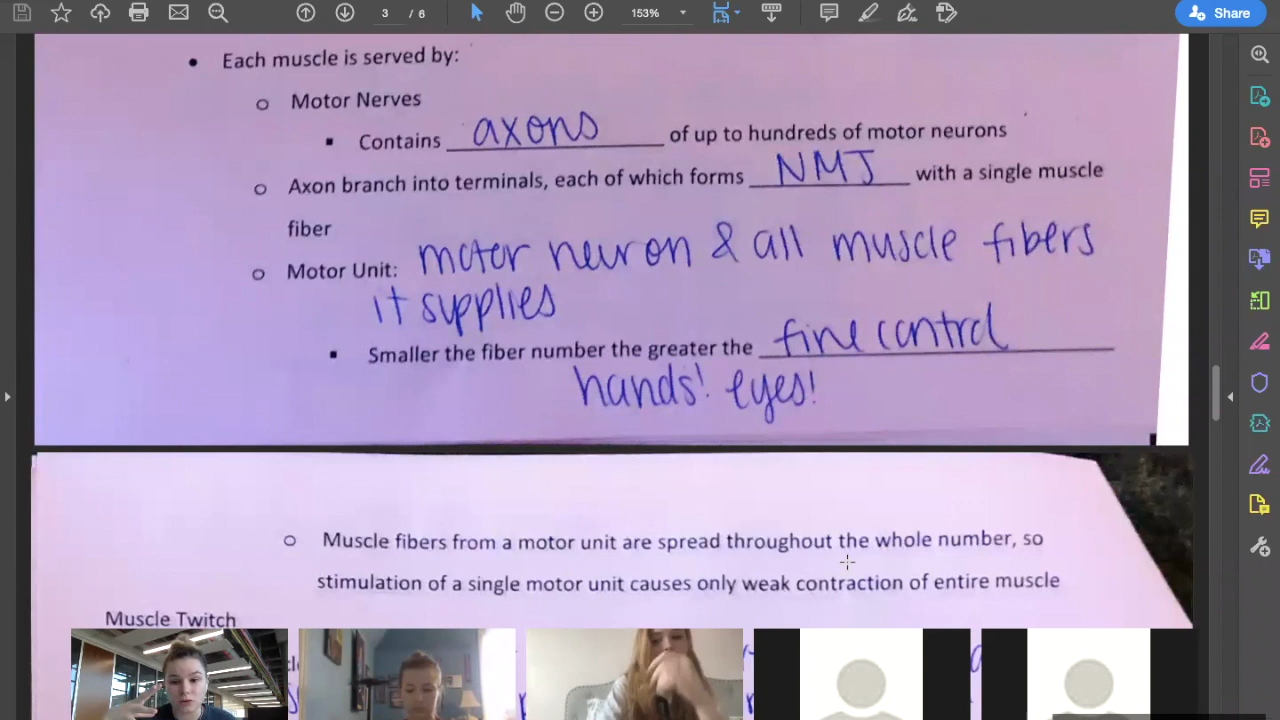 3 / 6
153%
Share
• Each muscle is served by:
o Motor Nerves
▪ Contains axons of up to hundreds of motor neurons
o Axon branch into terminals, each of which forms NMJ with a single muscle
fiber
o Motor Unit: motor neuron & all muscle fibers
it supplies
▪ Smaller the fiber number the greater the fine control
hands! eyes!
o Muscle fibers from a motor unit are spread throughout the whole number, so
stimulation of a single motor unit causes only weak contraction of entire muscle
Muscle Twitch